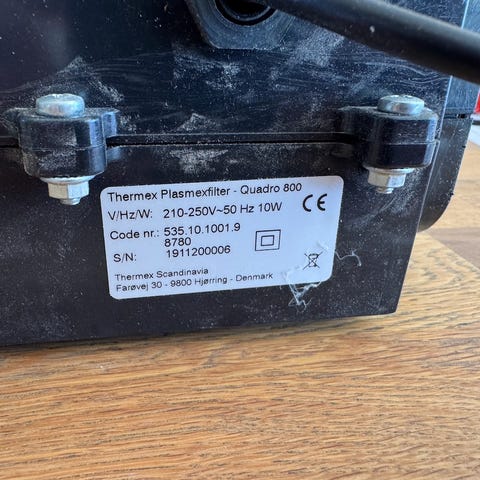 Thermex Plasmexfilter - Quadro 800
V/Hz/W: 210-250V~50 Hz 10W CE
Code nr.: 535.10.1001.9
8780
S/N: 1911200006
Thermex Scandinavia
Farøvej 30 - 9800 Hjørring - Denmark